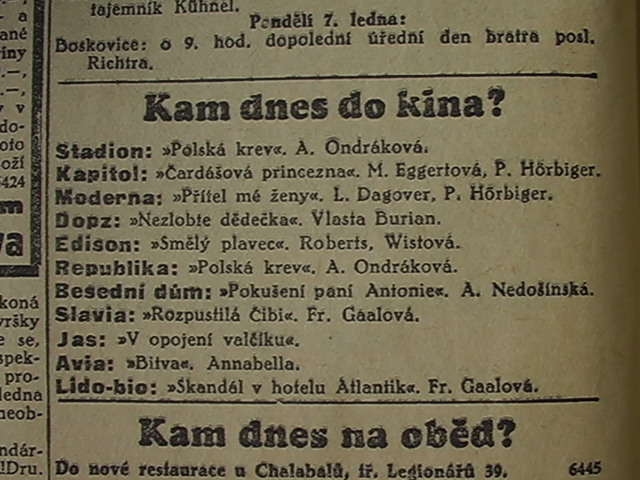 tajemník Kühnel.
Pondělí 7. ledna:
Boskovice: o 9. hod. dopolední úřední den bratra posl.
Richtra.
Kam dnes do kina?
Stadion: »Polská krev«. A. Ondráková.
Kapitol: »Čardášová princezna«. M. Eggertová, P. Hörbiger.
Moderna: »Přítel mé ženy«. L. Dagover, P. Hörbiger.
Dopz: »Nezlobte dědečka«. Vlasta Burian.
Edison: »Smělý plavec«. Roberts, Wistová.
Republika: »Polská krev«. A. Ondráková.
Besední dům: »Pokušení paní Antonie«. A. Nedošínská.
Slavia: »Rozpustilá Čibi«. Fr. Gaalová.
Jas: »V opojení valčíku«.
Avia: »Bitva«. Annabella.
Lido-bio: »Skandál v hotelu Atlantik«. Fr. Gaalová.
Kam dnes na oběd?
Do nové restaurace u Chalabalů, tř. Legionářů 39. 6445